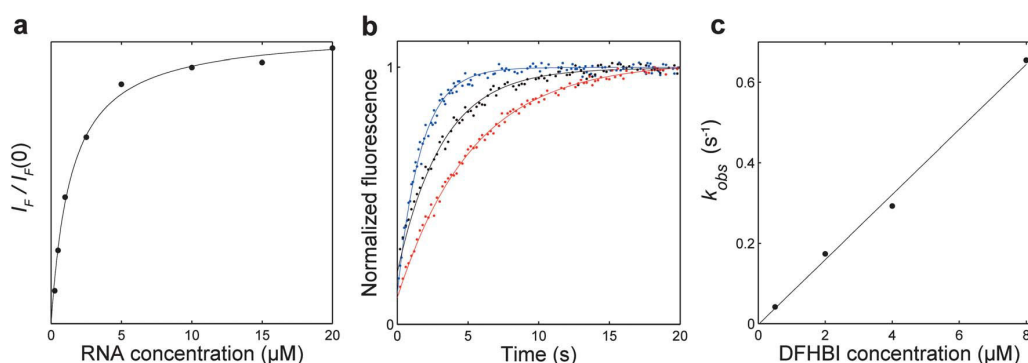 a
I_F / I_F(0)
0
5
10
15
20
RNA concentration (µM)
b
Normalized fluorescence
1
0
0
5
10
15
20
Time (s)
c
k_obs (s⁻¹)
0.6
0.4
0.2
0
0
2
4
6
8
DFHBI concentration (µM)